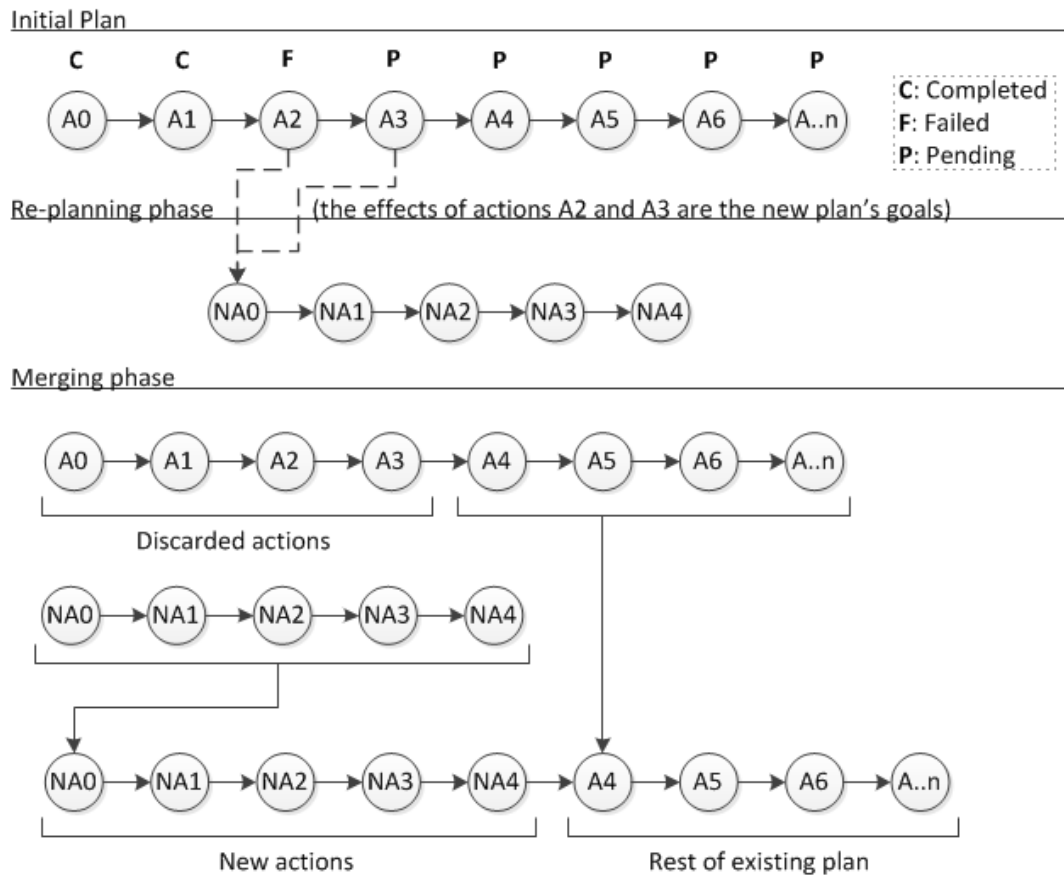 Initial Plan
C C F P P P P P
A0 A1 A2 A3 A4 A5 A6 A..n
C: Completed
F: Failed
P: Pending
Re-planning phase (the effects of actions A2 and A3 are the new plan's goals)
NA0 NA1 NA2 NA3 NA4
Merging phase
A0 A1 A2 A3 A4 A5 A6 A..n
Discarded actions
NA0 NA1 NA2 NA3 NA4
NA0 NA1 NA2 NA3 NA4 A4 A5 A6 A..n
New actions Rest of existing plan